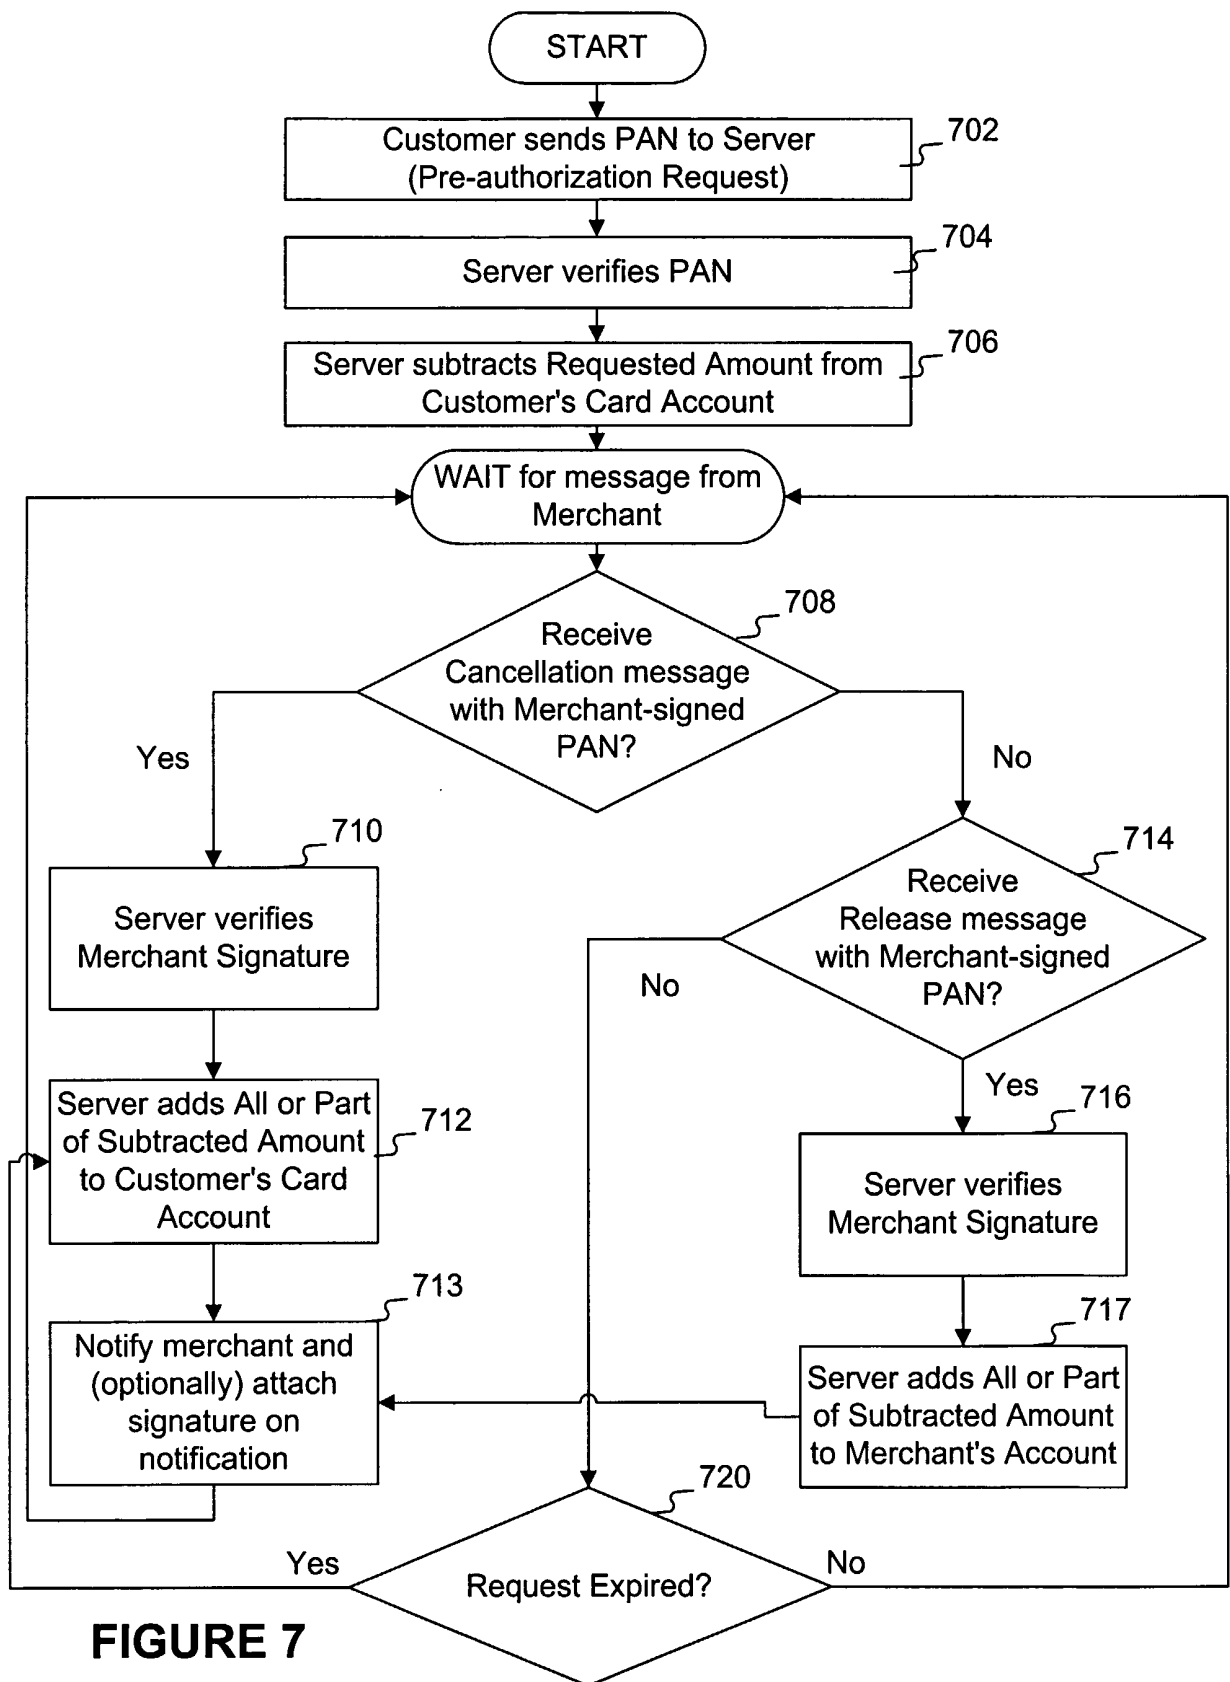 START
Customer sends PAN to Server
(Pre-authorization Request)
702
Server verifies PAN
704
Server subtracts Requested Amount from
Customer's Card Account
706
WAIT for message from
Merchant
708
Receive
Cancellation message
with Merchant-signed
PAN?
Yes
No
710
Server verifies
Merchant Signature
714
Receive
Release message
with Merchant-signed
PAN?
No
Yes
712
Server adds All or Part
of Subtracted Amount
to Customer's Card
Account
716
Server verifies
Merchant Signature
713
Notify merchant and
(optionally) attach
signature on
notification
717
Server adds All or Part
of Subtracted Amount
to Merchant's Account
720
Request Expired?
Yes
No
FIGURE 7